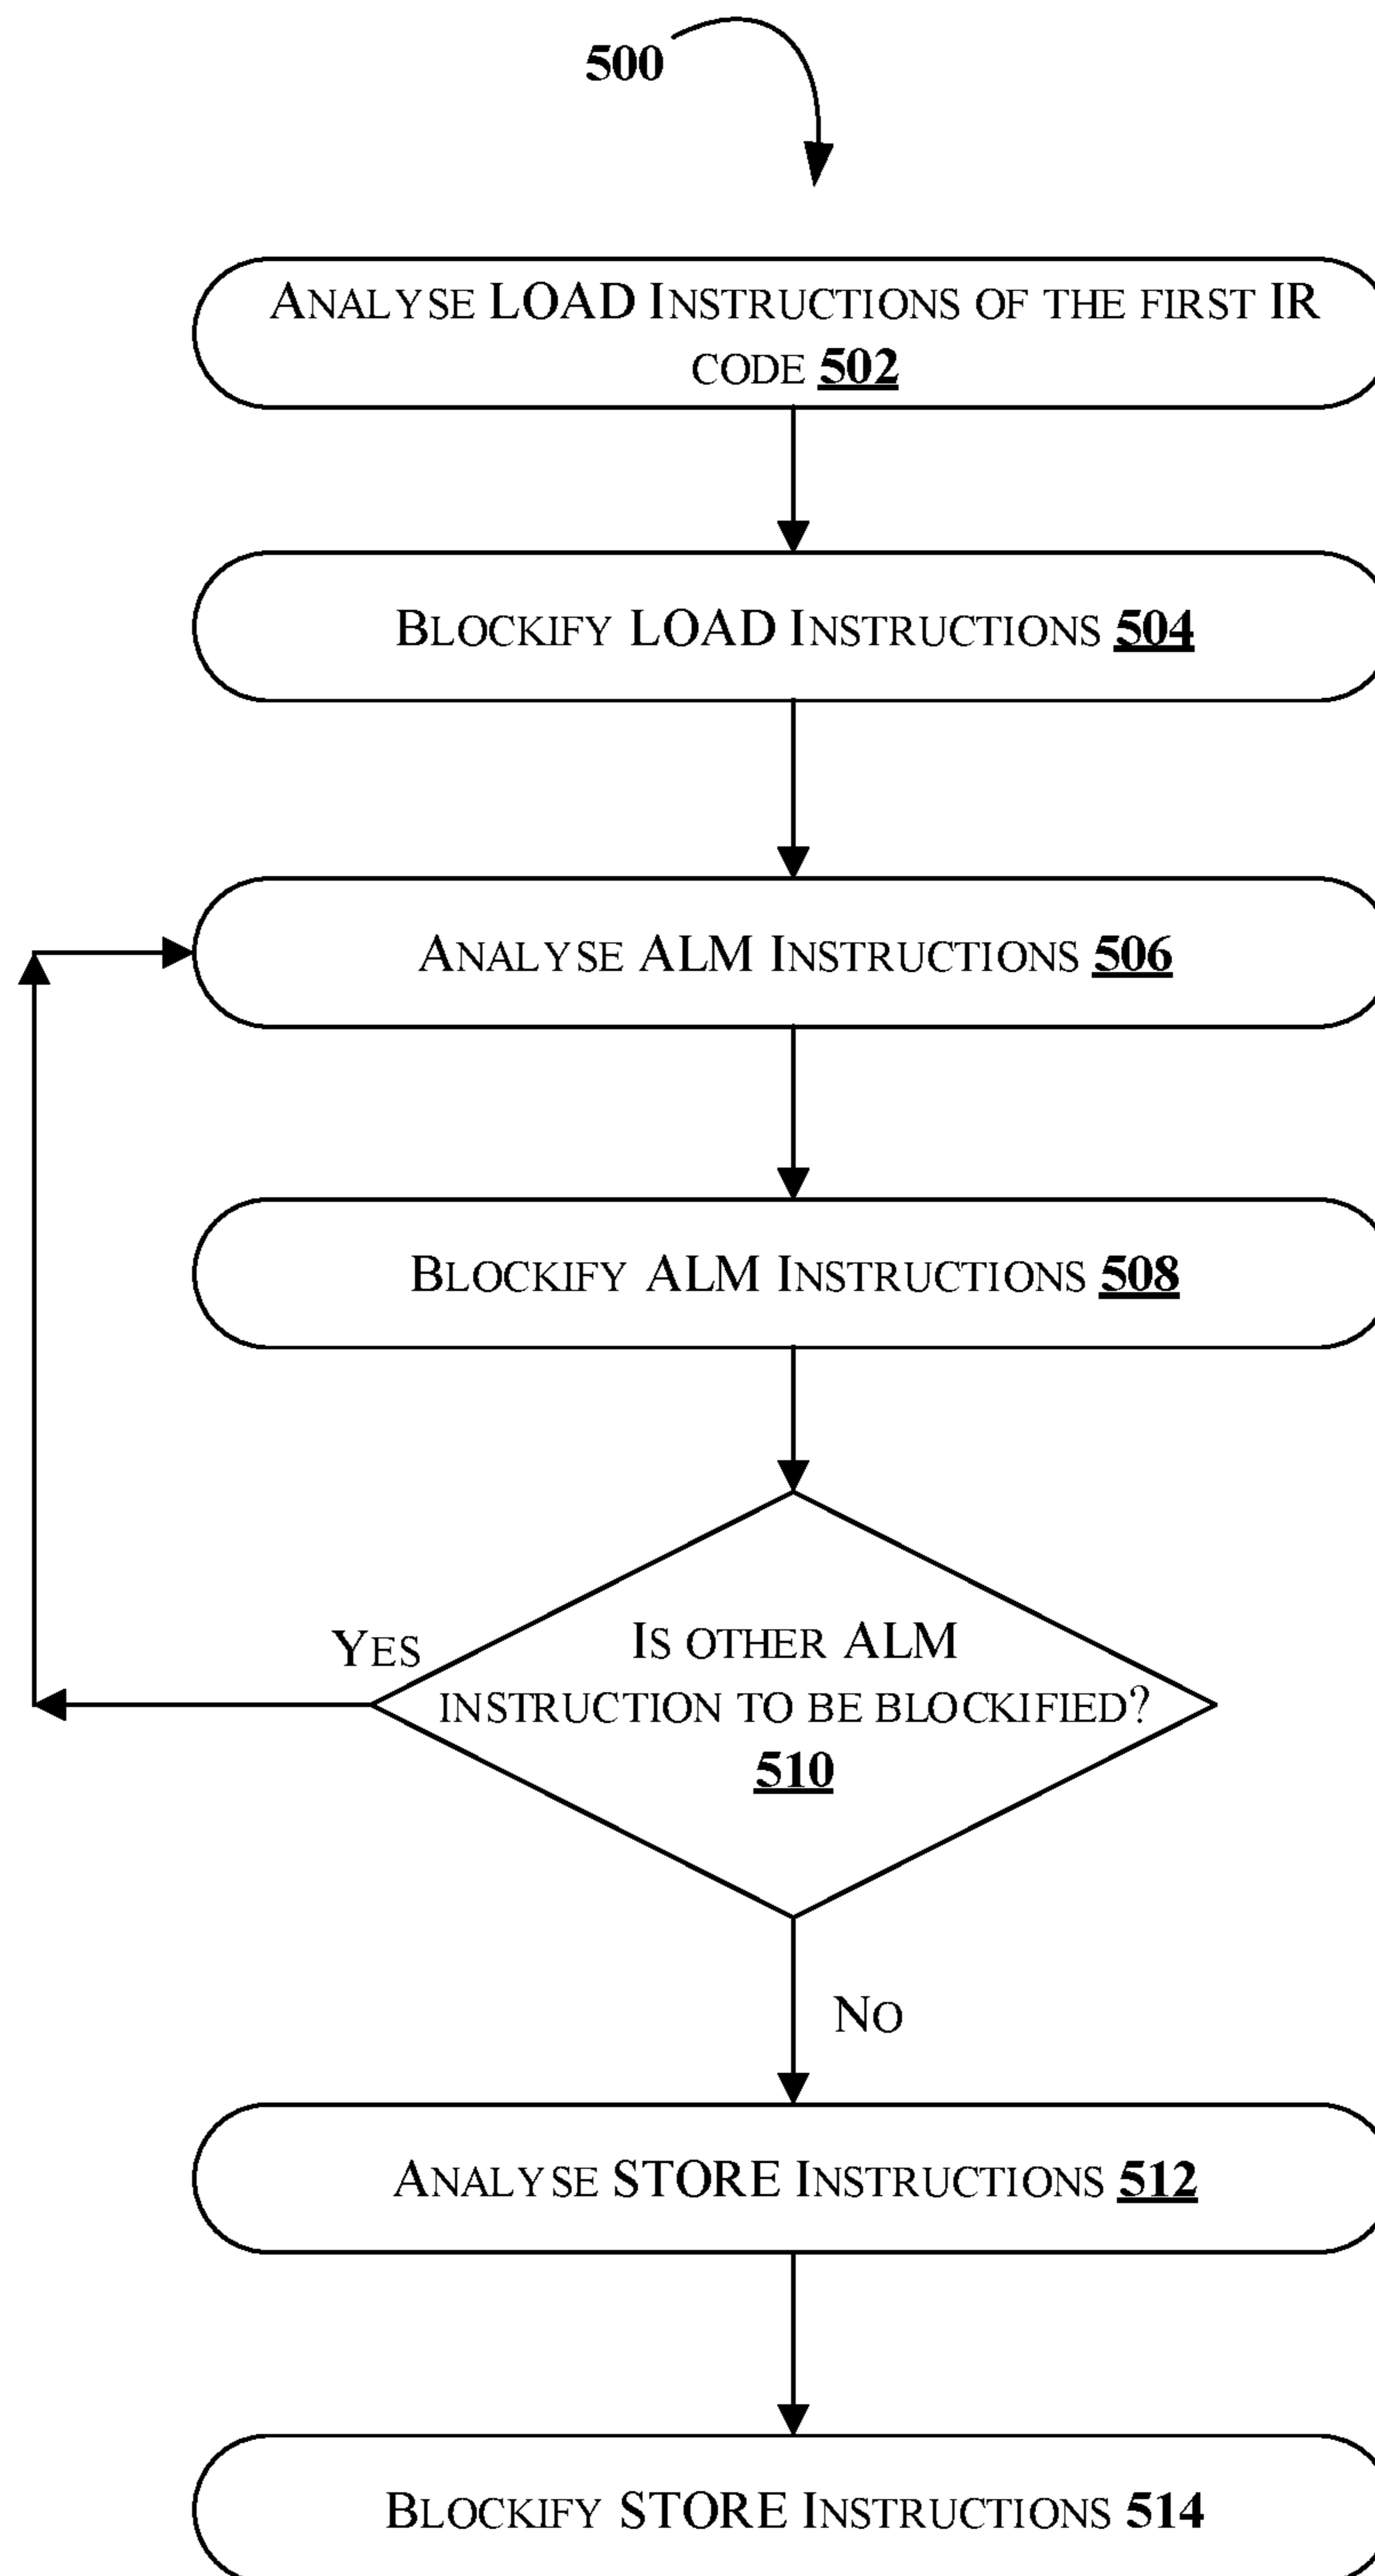 500
ANALYSE LOAD INSTRUCTIONS OF THE FIRST IR
CODE 502
BLOCKIFY LOAD INSTRUCTIONS 504
ANALYSE ALM INSTRUCTIONS 506
BLOCKIFY ALM INSTRUCTIONS 508
YES
IS OTHER ALM
INSTRUCTION TO BE BLOCKIFIED?
510
NO
ANALYSE STORE INSTRUCTIONS 512
BLOCKIFY STORE INSTRUCTIONS 514